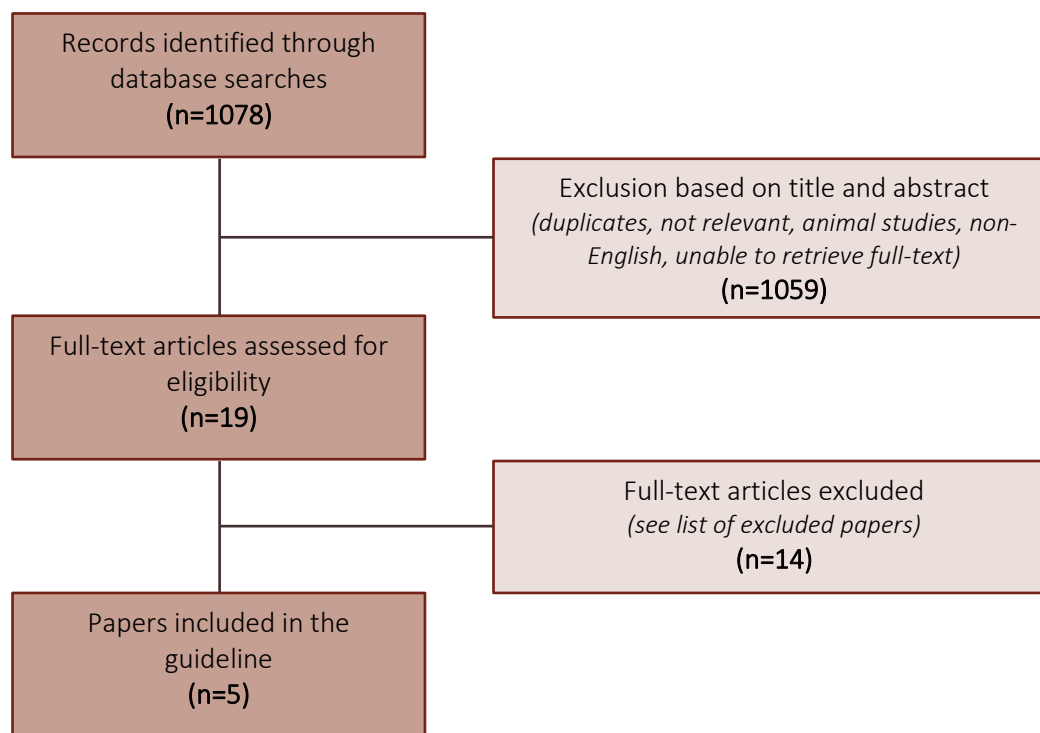 Records identified through
database searches
(n=1078)
Exclusion based on title and abstract
(duplicates, not relevant, animal studies, non-
English, unable to retrieve full-text)
(n=1059)
Full-text articles assessed for
eligibility
(n=19)
Full-text articles excluded
(see list of excluded papers)
(n=14)
Papers included in the
guideline
(n=5)